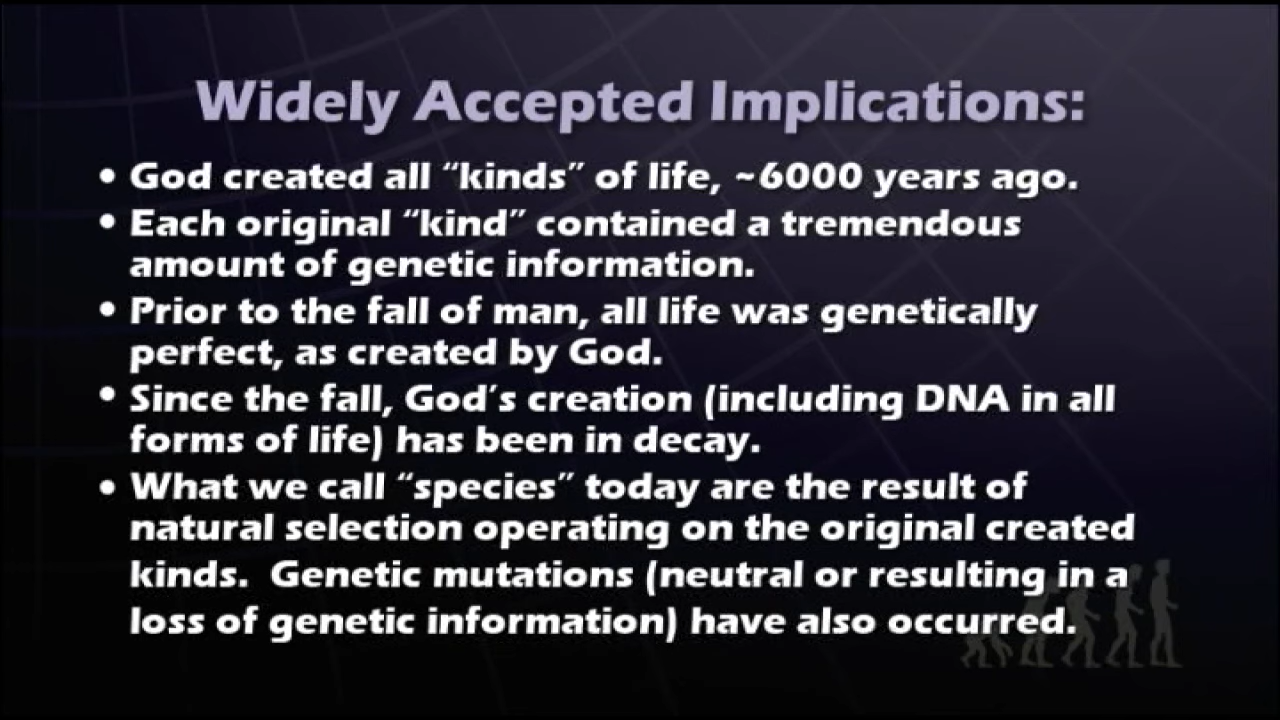 Widely Accepted Implications:
• God created all “kinds” of life, ~6000 years ago.
• Each original “kind” contained a tremendous
amount of genetic information.
• Prior to the fall of man, all life was genetically
perfect, as created by God.
• Since the fall, God’s creation (including DNA in all
forms of life) has been in decay.
• What we call “species” today are the result of
natural selection operating on the original created
kinds.  Genetic mutations (neutral or resulting in a
loss of genetic information) have also occurred.